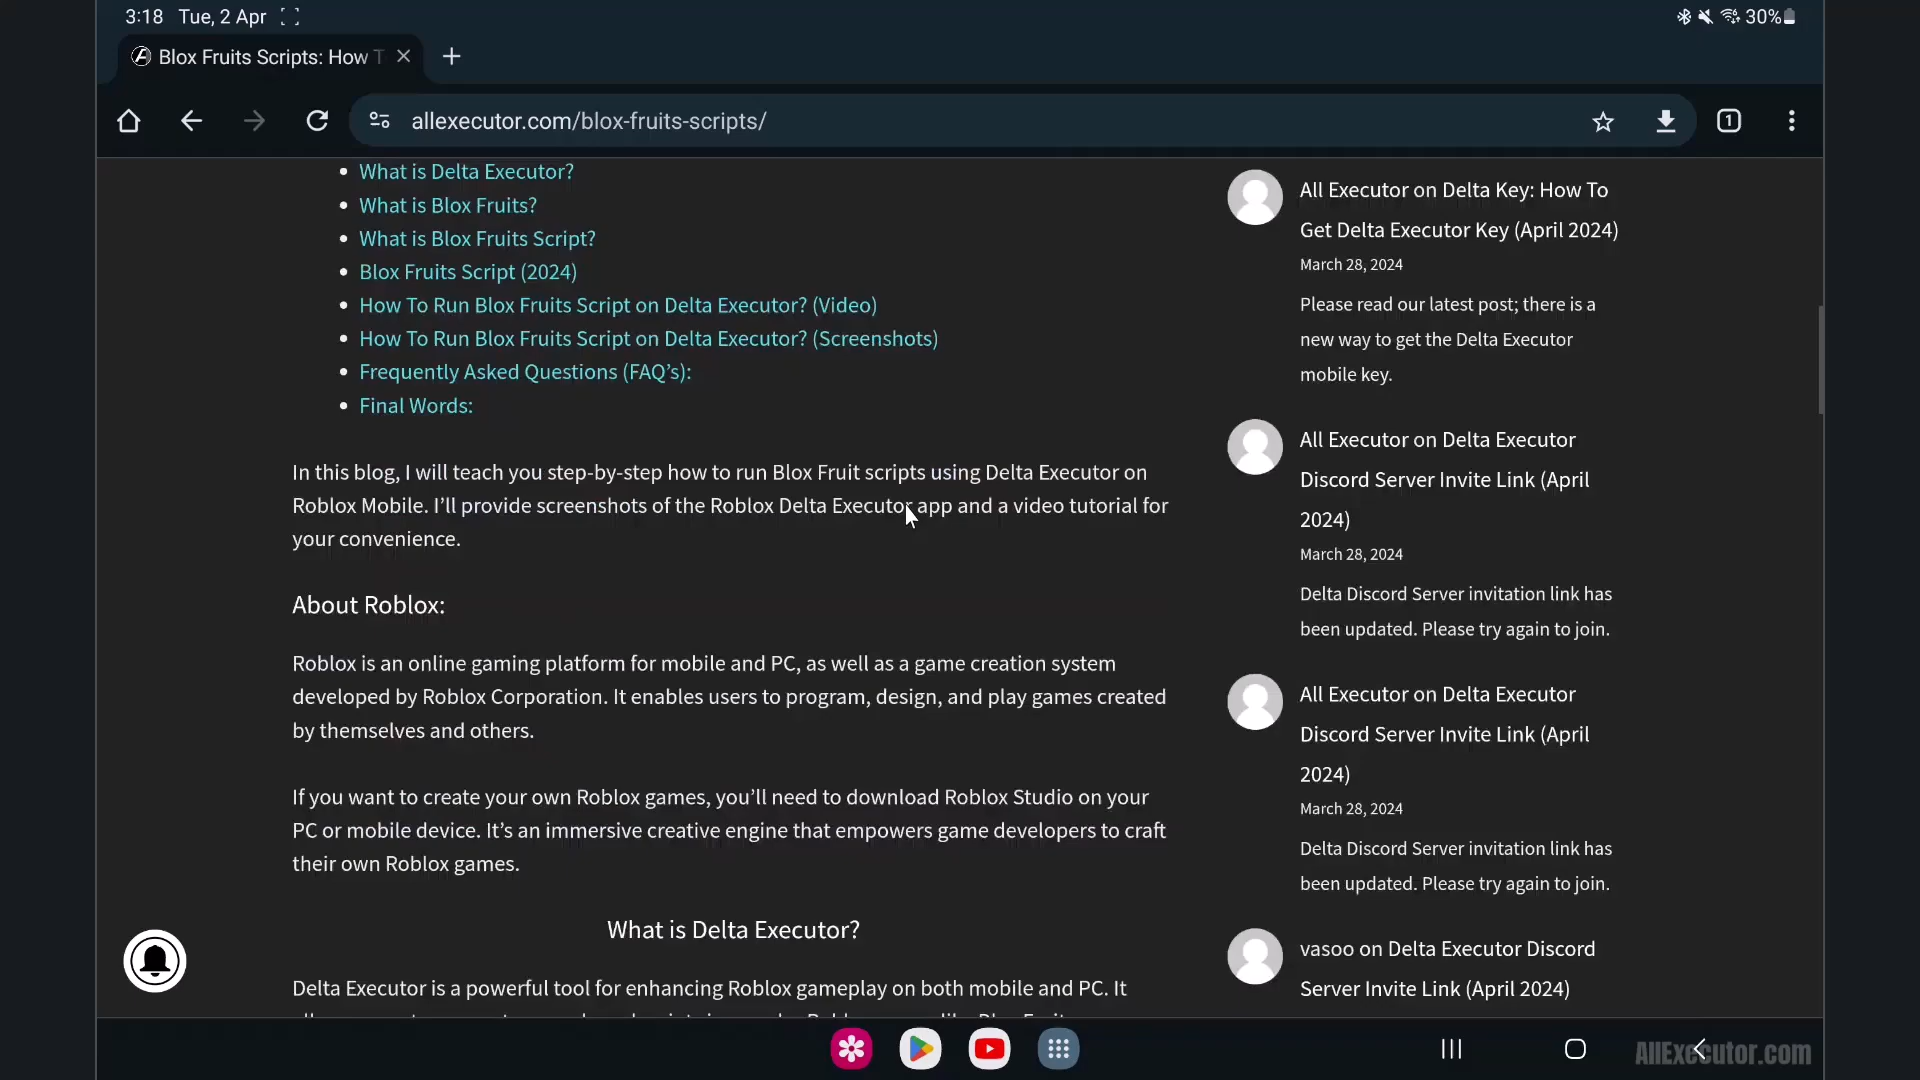 3:18 Tue, 2 Apr
30%
Blox Fruits Scripts: How T
allexecutor.com/blox-fruits-scripts/
1
What is Delta Executor?
What is Blox Fruits?
What is Blox Fruits Script?
Blox Fruits Script (2024)
How To Run Blox Fruits Script on Delta Executor? (Video)
How To Run Blox Fruits Script on Delta Executor? (Screenshots)
Frequently Asked Questions (FAQ’s):
Final Words:
In this blog, I will teach you step-by-step how to run Blox Fruit scripts using Delta Executor on
Roblox Mobile. I’ll provide screenshots of the Roblox Delta Executor app and a video tutorial for
your convenience.
About Roblox:
Roblox is an online gaming platform for mobile and PC, as well as a game creation system
developed by Roblox Corporation. It enables users to program, design, and play games created
by themselves and others.
If you want to create your own Roblox games, you’ll need to download Roblox Studio on your
PC or mobile device. It’s an immersive creative engine that empowers game developers to craft
their own Roblox games.
What is Delta Executor?
Delta Executor is a powerful tool for enhancing Roblox gameplay on both mobile and PC. It
All Executor on Delta Key: How To
Get Delta Executor Key (April 2024)
March 28, 2024
Please read our latest post; there is a
new way to get the Delta Executor
mobile key.
All Executor on Delta Executor
Discord Server Invite Link (April
2024)
March 28, 2024
Delta Discord Server invitation link has
been updated. Please try again to join.
All Executor on Delta Executor
Discord Server Invite Link (April
2024)
March 28, 2024
Delta Discord Server invitation link has
been updated. Please try again to join.
vasoo on Delta Executor Discord
Server Invite Link (April 2024)
AllExecutor.com